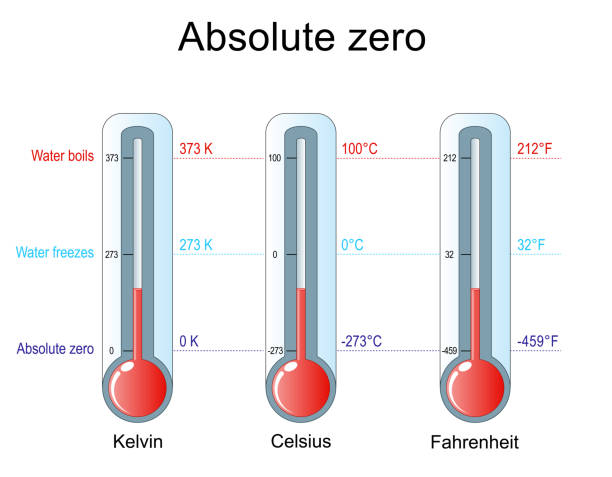 Absolute zero
Water boils 373 373 K 100 100°C 212 212°F
Water freezes 273 273 K 0 0°C 32 32°F
Absolute zero 0 0 K -273 -273°C -459 -459°F
Kelvin Celsius Fahrenheit